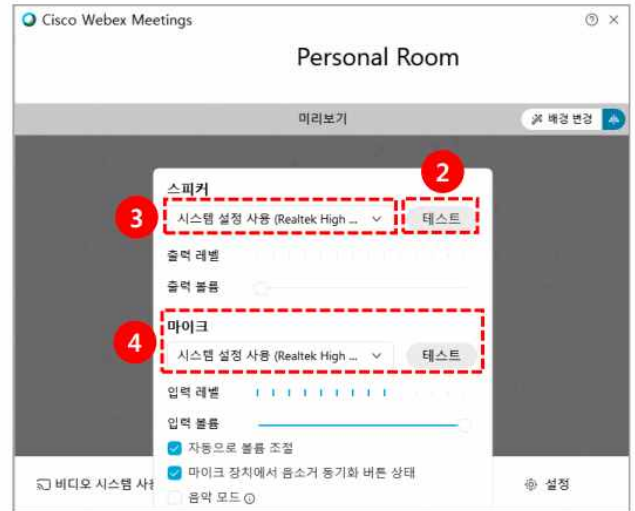 Cisco Webex Meetings
Personal Room
미리보기
배경 변경
2
스피커
3
시스템 설정 사용 (Realtek High ...
테스트
출력 레벨
출력 볼륨
마이크
4
시스템 설정 사용 (Realtek High ...
테스트
입력 레벨
입력 볼륨
자동으로 볼륨 조절
마이크 장치에서 음소거 동기화 버튼 상태
비디오 시스템 사용
설정
음악 모드